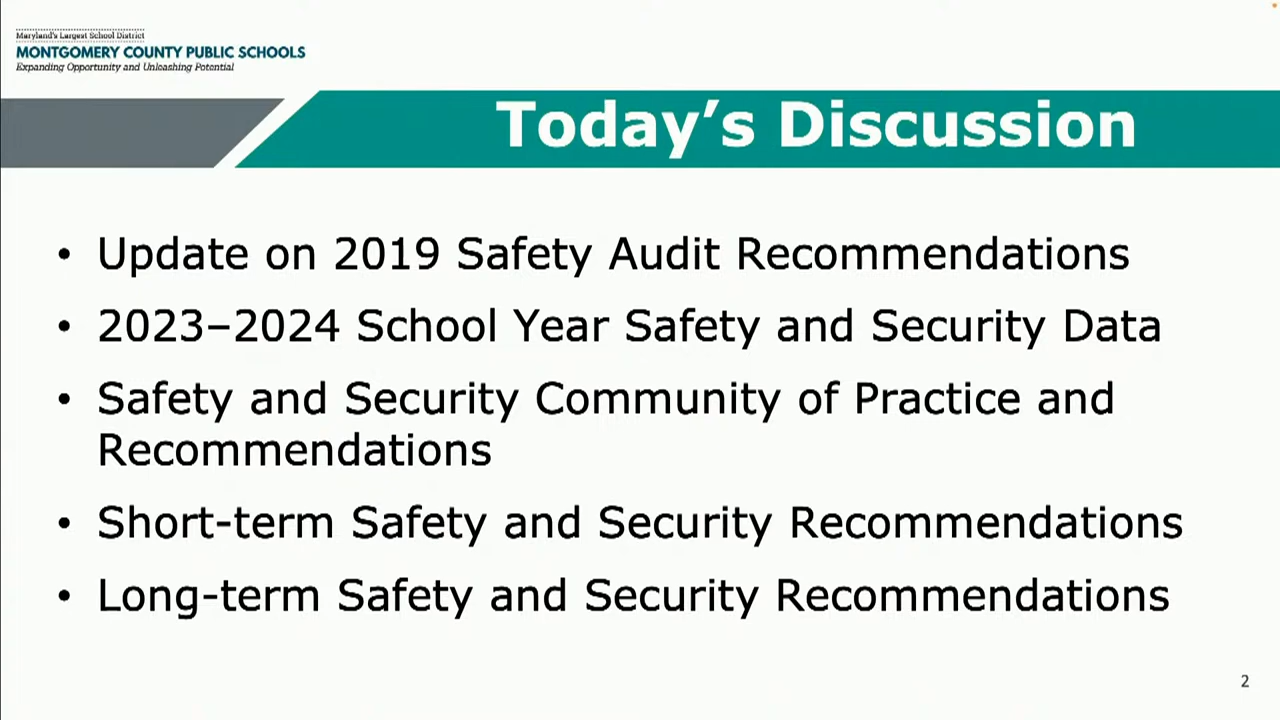 Maryland's Largest School District
MONTGOMERY COUNTY PUBLIC SCHOOLS
Expanding Opportunity and Unleashing Potential
Today’s Discussion
• Update on 2019 Safety Audit Recommendations
• 2023–2024 School Year Safety and Security Data
• Safety and Security Community of Practice and
Recommendations
• Short-term Safety and Security Recommendations
• Long-term Safety and Security Recommendations
2